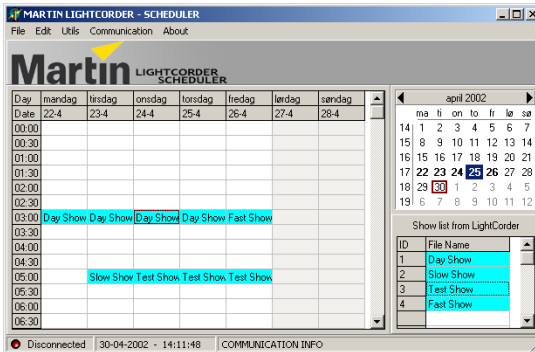 MARTIN LIGHTCORDER - SCHEDULER
File Edit Utils Communication About
Martin LIGHTCORDER
SCHEDULER
Day mandag tirsdag onsdag torsdag fredag lørdag søndag
Date 22-4 23-4 24-4 25-4 26-4 27-4 28-4
00:00
00:30
01:00
01:30
02:00
02:30
03:00 Day Show Day Show Day Show Day Show Fast Show
03:30
04:00
04:30
05:00 Slow Show Test Show Test Show Test Show
05:30
06:00
06:30
april 2002
ma ti on to fr lø sø
14 1 2 3 4 5 6 7
15 8 9 10 11 12 13 14
16 15 16 17 18 19 20 21
17 22 23 24 25 26 27 28
18 29 30 1 2 3 4 5
19 6 7 8 9 10 11 12
Show list from LightCorder
ID File Name
1 Day Show
2 Slow Show
3 Test Show
4 Fast Show
Disconnected 30-04-2002 - 14:11:48 COMMUNICATION INFO